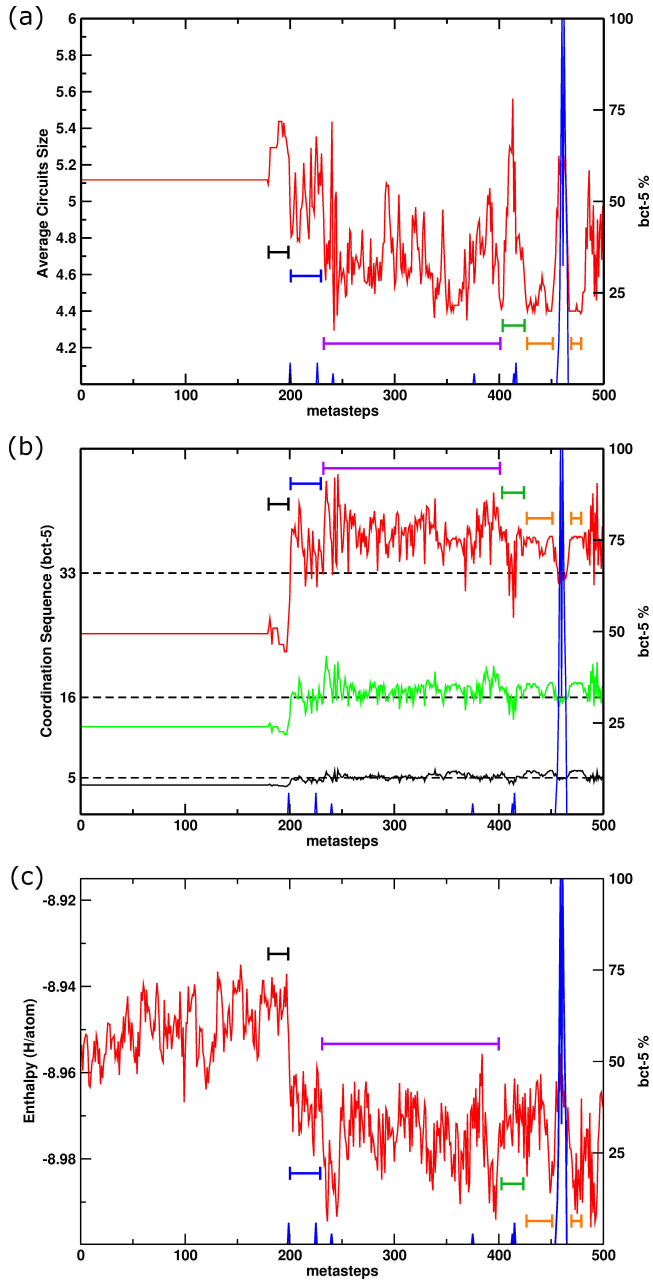 (a)
6
5.8
5.6
5.4
5.2
5
4.8
4.6
4.4
4.2
Average Circuits Size
100
75
50
25
bct-5 %
0 100 200 300 400 500
metasteps
(b)
33
16
5
Coordination Sequence (bct-5)
100
75
50
25
bct-5 %
0 100 200 300 400 500
metasteps
(c)
-8.92
-8.94
-8.96
-8.98
Enthalpy (H/atom)
100
75
50
25
bct-5 %
0 100 200 300 400 500
metasteps